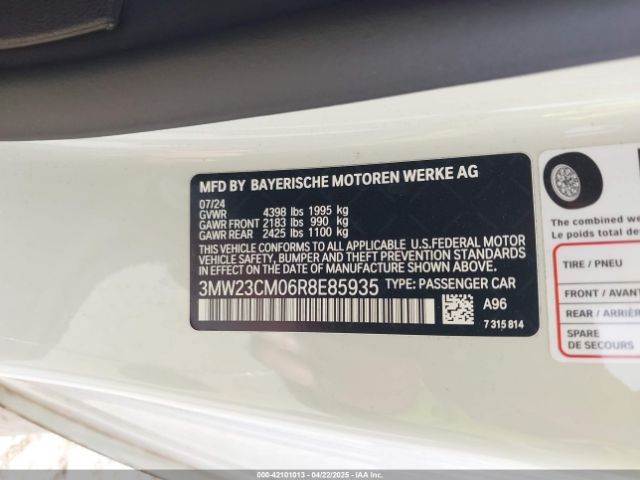 MFD BY BAYERISCHE MOTOREN WERKE AG
07/24
GVWR 4398 lbs 1995 kg
GAWR FRONT 2183 lbs 990 kg
GAWR REAR 2425 lbs 1100 kg
THIS VEHICLE CONFORMS TO ALL APPLICABLE U.S.FEDERAL MOTOR
VEHICLE SAFETY, BUMPER AND THEFT PREVENTION STANDARDS
IN EFFECT ON THE DATE OF MANUFACTURE SHOWN ABOVE.
3MW23CM06R8E85935 TYPE: PASSENGER CAR
A96
7 315 814
The combined we
Le poids total de
TIRE / PNEU
FRONT / AVANT
REAR / ARRIÈR
SPARE
DE SECOURS
000-42101013 - 04/22/2025 - IAAI.COM